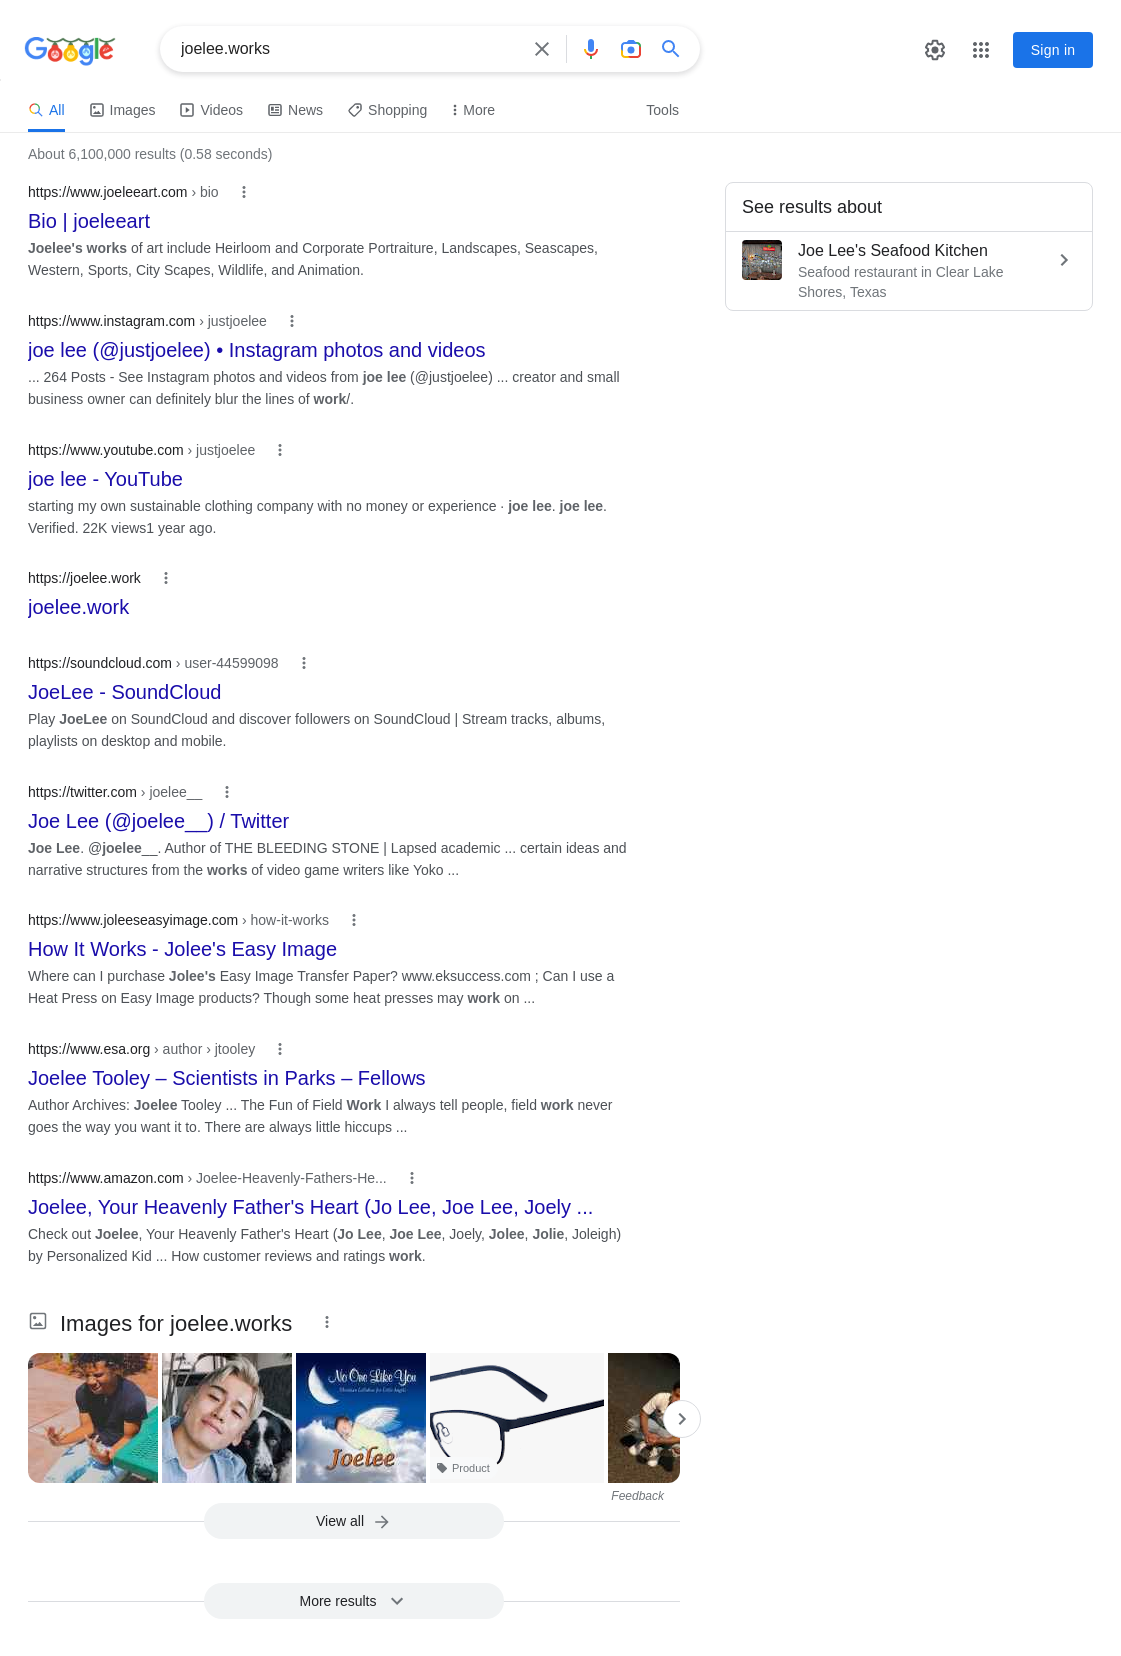 Google
joelee.works
Sign in
All
Images
Videos
News
Shopping
More
Tools
About 6,100,000 results (0.58 seconds)
https://www.joeleeart.com › bio
Bio | joeleeart
Joelee's works of art include Heirloom and Corporate Portraiture, Landscapes, Seascapes,
Western, Sports, City Scapes, Wildlife, and Animation.
https://www.instagram.com › justjoelee
joe lee (@justjoelee) • Instagram photos and videos
... 264 Posts - See Instagram photos and videos from joe lee (@justjoelee) ... creator and small
business owner can definitely blur the lines of work/.
https://www.youtube.com › justjoelee
joe lee - YouTube
starting my own sustainable clothing company with no money or experience · joe lee. joe lee.
Verified. 22K views1 year ago.
https://joelee.work
joelee.work
https://soundcloud.com › user-44599098
JoeLee - SoundCloud
Play JoeLee on SoundCloud and discover followers on SoundCloud | Stream tracks, albums,
playlists on desktop and mobile.
https://twitter.com › joelee__
Joe Lee (@joelee__) / Twitter
Joe Lee. @joelee__. Author of THE BLEEDING STONE | Lapsed academic ... certain ideas and
narrative structures from the works of video game writers like Yoko ...
https://www.joleeseasyimage.com › how-it-works
How It Works - Jolee's Easy Image
Where can I purchase Jolee's Easy Image Transfer Paper? www.eksuccess.com ; Can I use a
Heat Press on Easy Image products? Though some heat presses may work on ...
https://www.esa.org › author › jtooley
Joelee Tooley – Scientists in Parks – Fellows
Author Archives: Joelee Tooley ... The Fun of Field Work I always tell people, field work never
goes the way you want it to. There are always little hiccups ...
https://www.amazon.com › Joelee-Heavenly-Fathers-He...
Joelee, Your Heavenly Father's Heart (Jo Lee, Joe Lee, Joely ...
Check out Joelee, Your Heavenly Father's Heart (Jo Lee, Joe Lee, Joely, Jolee, Jolie, Joleigh)
by Personalized Kid ... How customer reviews and ratings work.
Images for joelee.works
No One Like You
Christian Lullabies for Little Angels
Joelee
Product
Feedback
View all
More results
See results about
Joe Lee's Seafood Kitchen
Seafood restaurant in Clear Lake
Shores, Texas